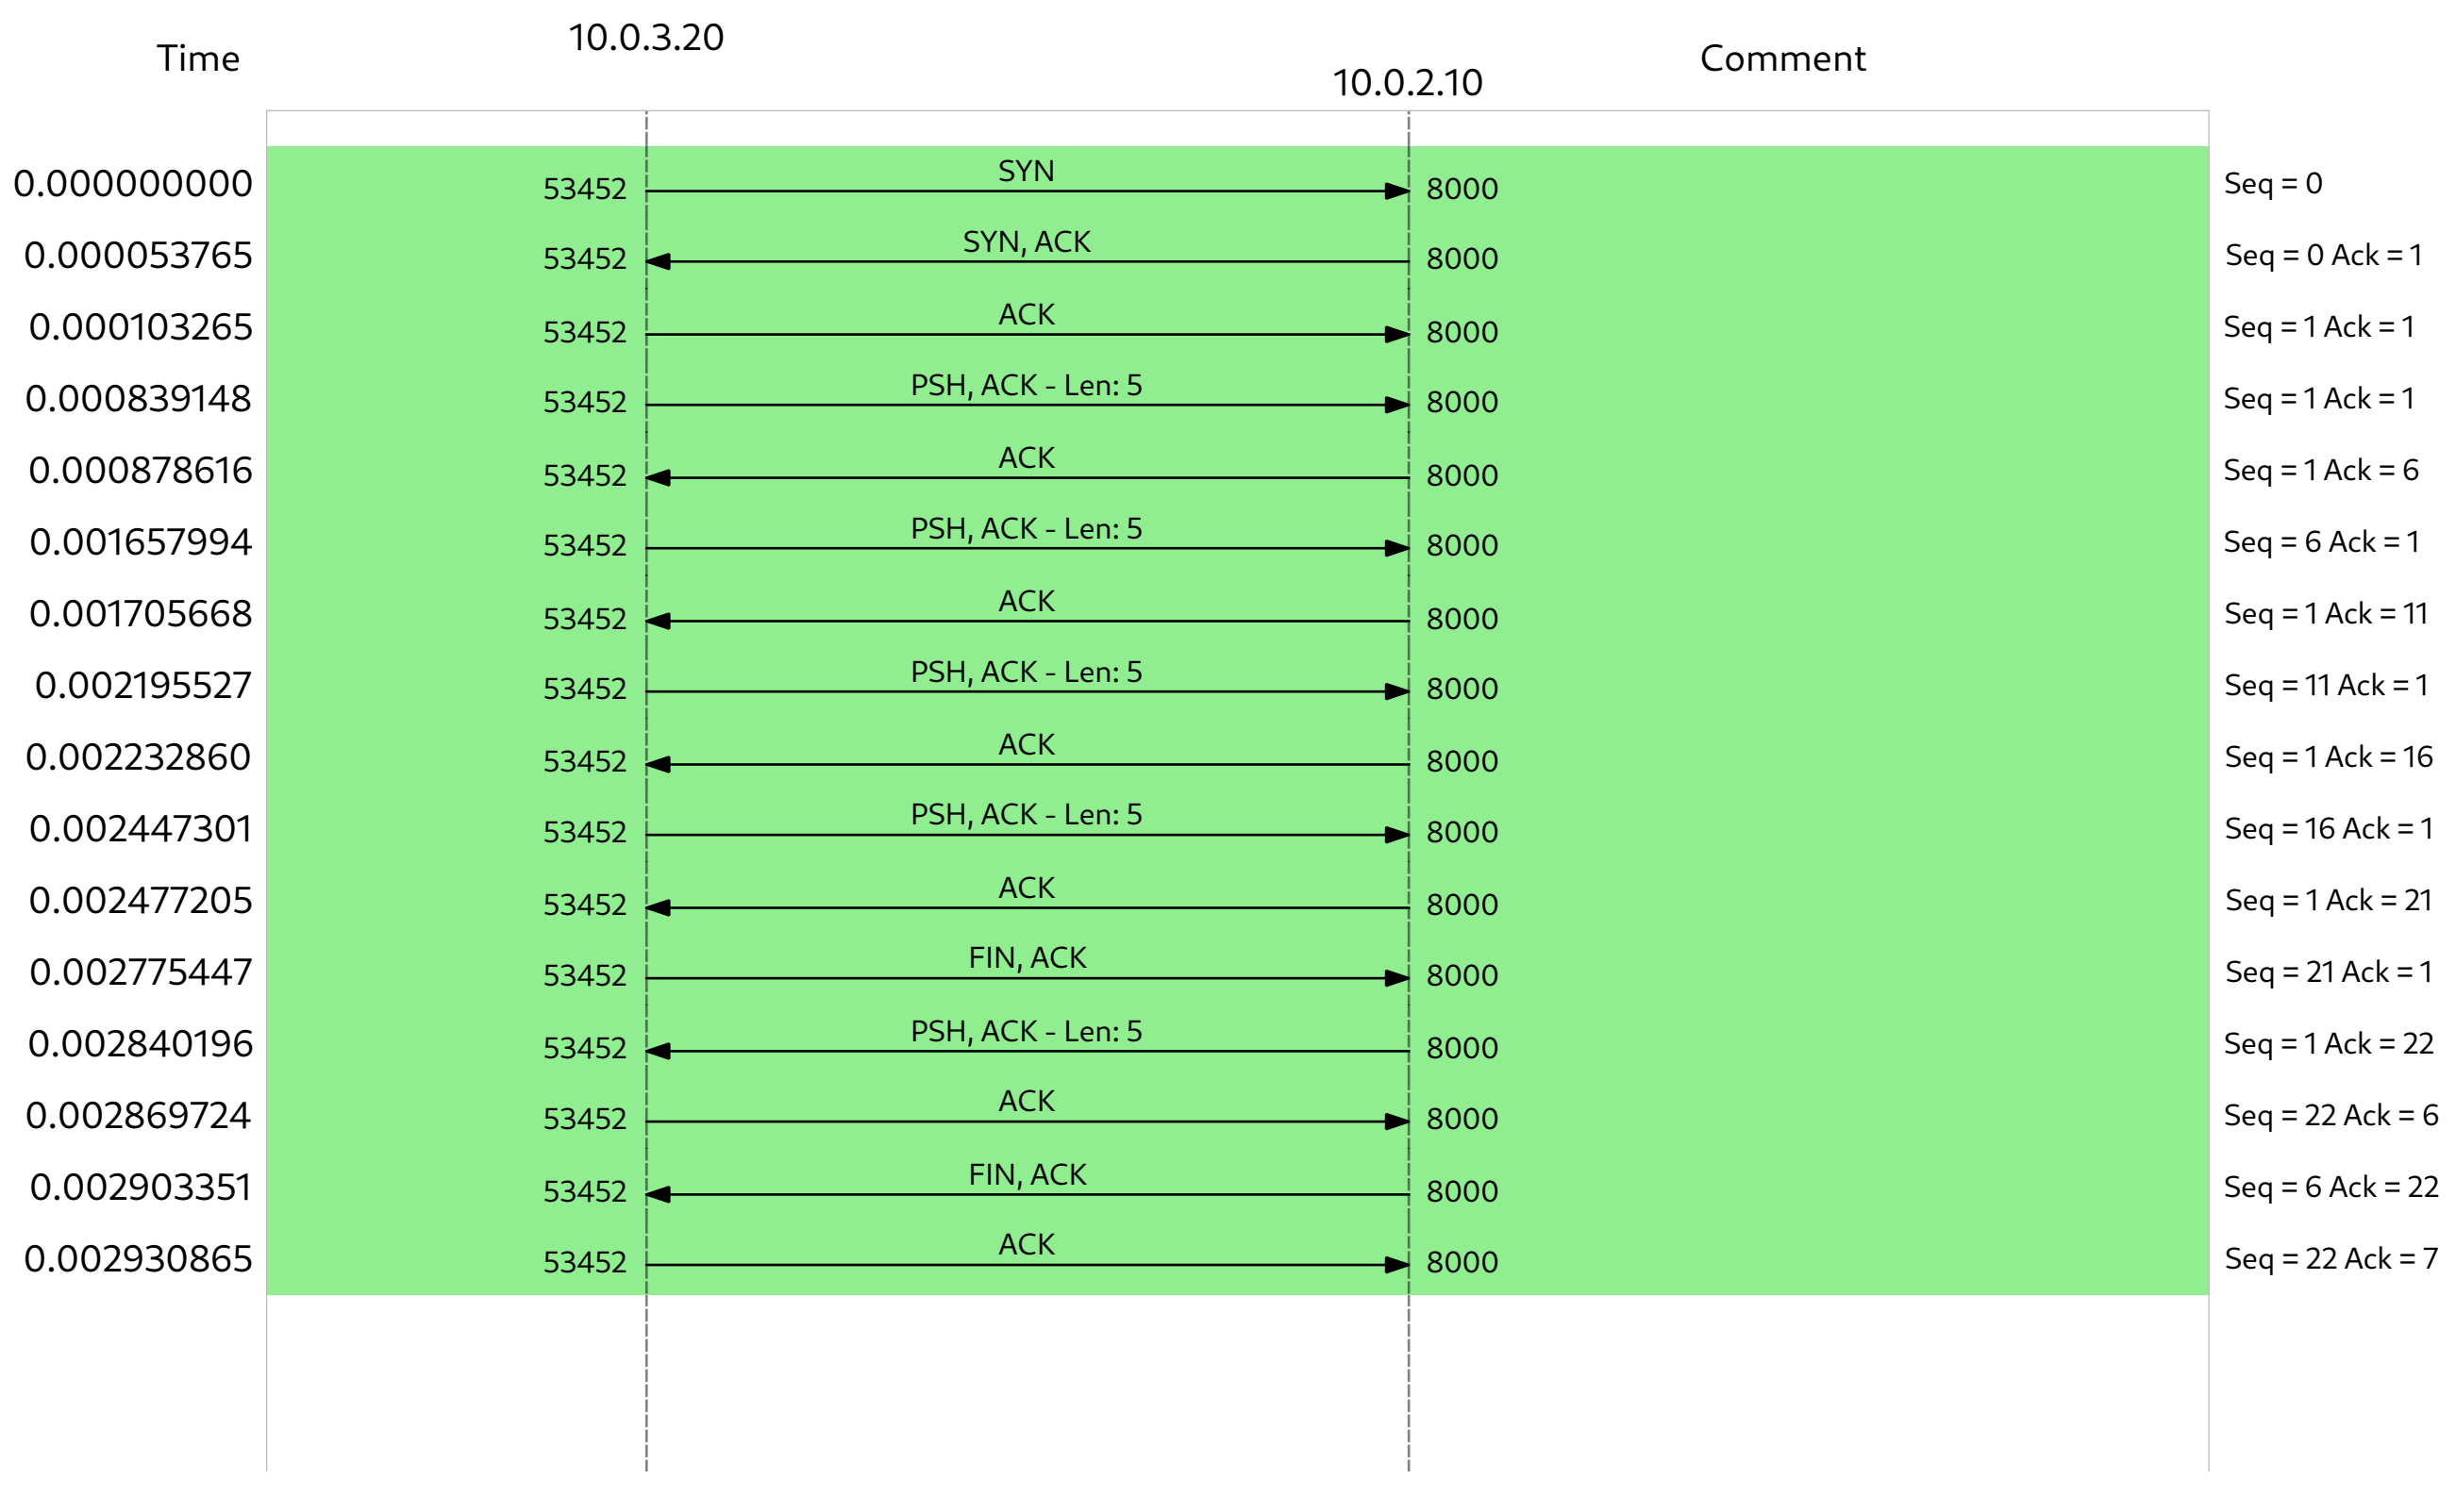 Time 10.0.3.20 10.0.2.10 Comment
0.000000000 53452 SYN 8000 Seq = 0
0.000053765 53452 SYN, ACK 8000 Seq = 0 Ack = 1
0.000103265 53452 ACK 8000 Seq = 1 Ack = 1
0.000839148 53452 PSH, ACK - Len: 5 8000 Seq = 1 Ack = 1
0.000878616 53452 ACK 8000 Seq = 1 Ack = 6
0.001657994 53452 PSH, ACK - Len: 5 8000 Seq = 6 Ack = 1
0.001705668 53452 ACK 8000 Seq = 1 Ack = 11
0.002195527 53452 PSH, ACK - Len: 5 8000 Seq = 11 Ack = 1
0.002232860 53452 ACK 8000 Seq = 1 Ack = 16
0.002447301 53452 PSH, ACK - Len: 5 8000 Seq = 16 Ack = 1
0.002477205 53452 ACK 8000 Seq = 1 Ack = 21
0.002775447 53452 FIN, ACK 8000 Seq = 21 Ack = 1
0.002840196 53452 PSH, ACK - Len: 5 8000 Seq = 1 Ack = 22
0.002869724 53452 ACK 8000 Seq = 22 Ack = 6
0.002903351 53452 FIN, ACK 8000 Seq = 6 Ack = 22
0.002930865 53452 ACK 8000 Seq = 22 Ack = 7